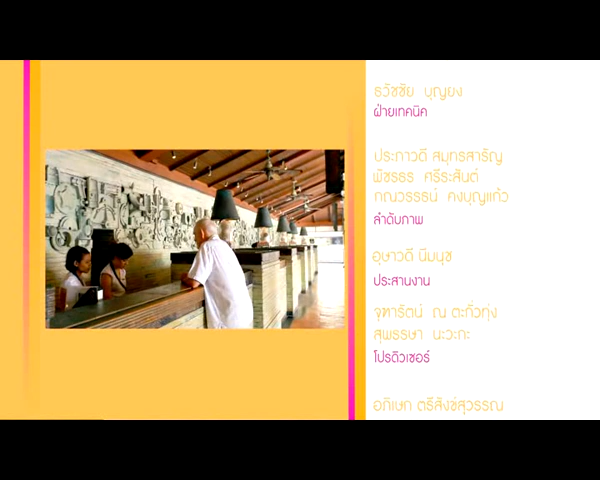 ธวัชชัย บุญยง
ฝ่ายเทคนิค
ประภาวดี สมุทรสารัญ
พัชรรร ศรีระสันต์
กณวรรธน์ คงบุญแก้ว
ลำดับภาพ
อุษาวดี นิ่มนุช
ประสานงาน
จุฑารัตน์ ณ ตะกั่วทุ่ง
สุพรรษา นะวะกะ
โปรดิวเซอร์
อภิเษก ตรีสังข์สุวรรณ